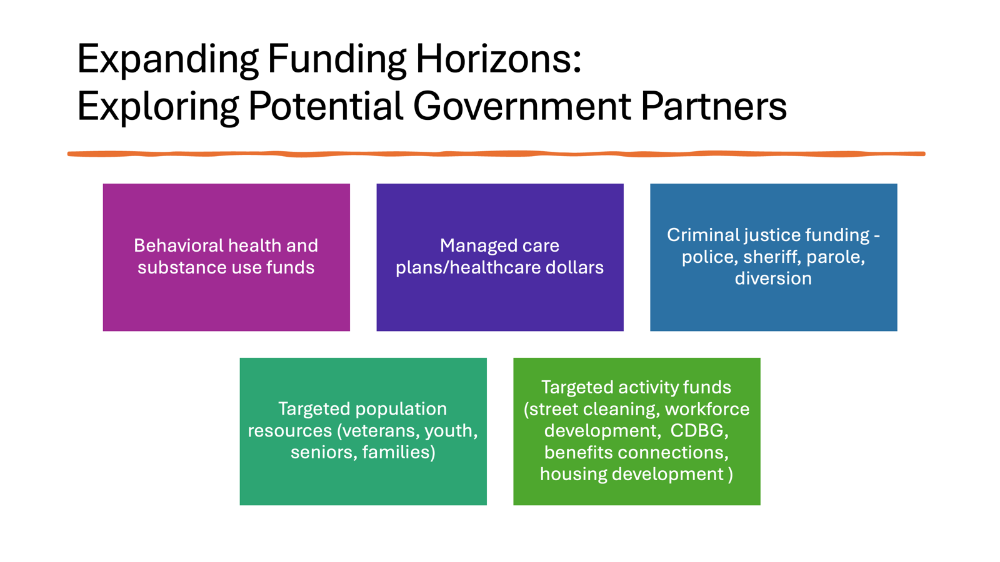 Expanding Funding Horizons:
Exploring Potential Government Partners
Behavioral health and
substance use funds
Managed care
plans/healthcare dollars
Criminal justice funding -
police, sheriff, parole,
diversion
Targeted population
resources (veterans, youth,
seniors, families)
Targeted activity funds
(street cleaning, workforce
development,  CDBG,
benefits connections,
housing development )